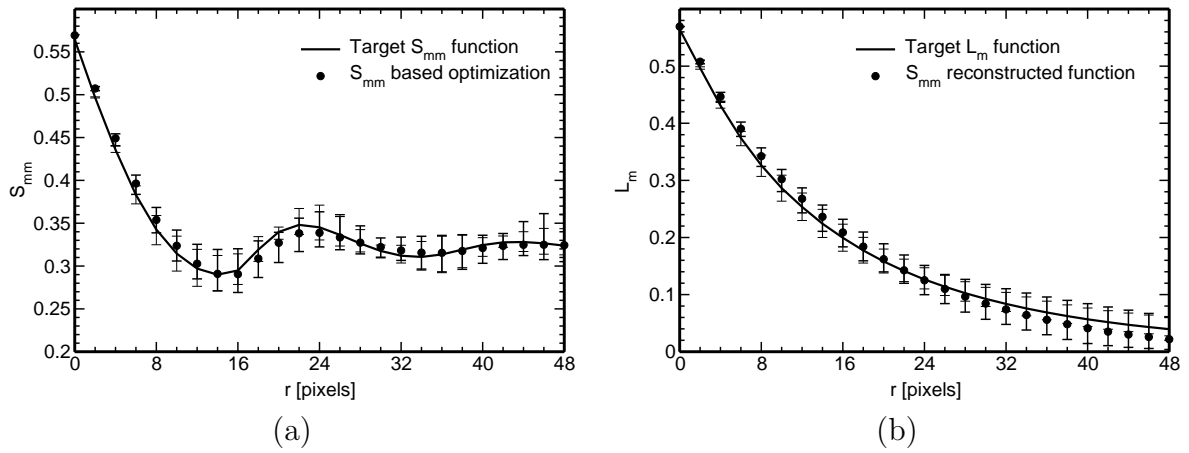 0.55
0.5
0.45
0.4
0.35
0.3
0.25
0.2
S_mm
0 8 16 24 32 40 48
r [pixels]
Target S_mm function
S_mm based optimization
(a)
0.5
0.4
0.3
0.2
0.1
0
L_m
0 8 16 24 32 40 48
r [pixels]
Target L_m function
S_mm reconstructed function
(b)